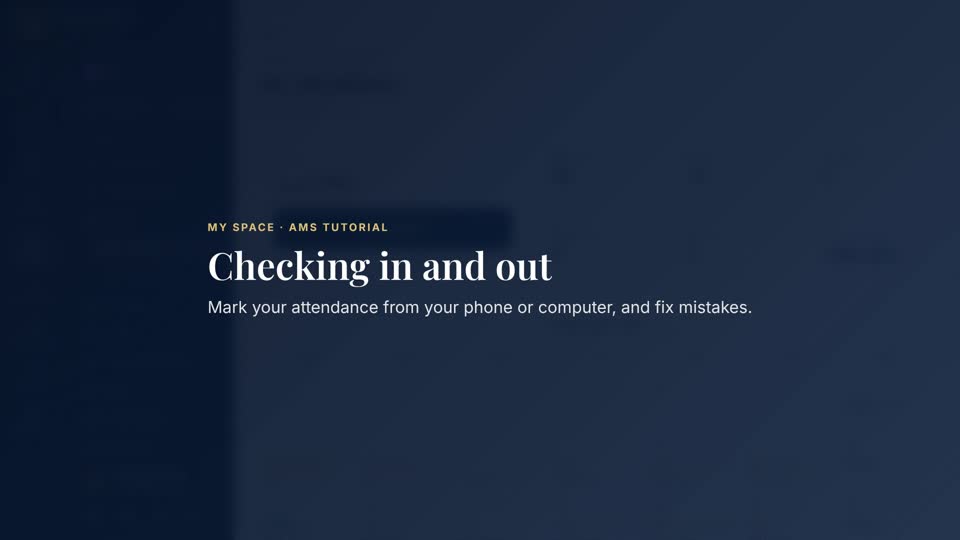 MY SPACE · AMS TUTORIAL
Checking in and out
Mark your attendance from your phone or computer, and fix mistakes.